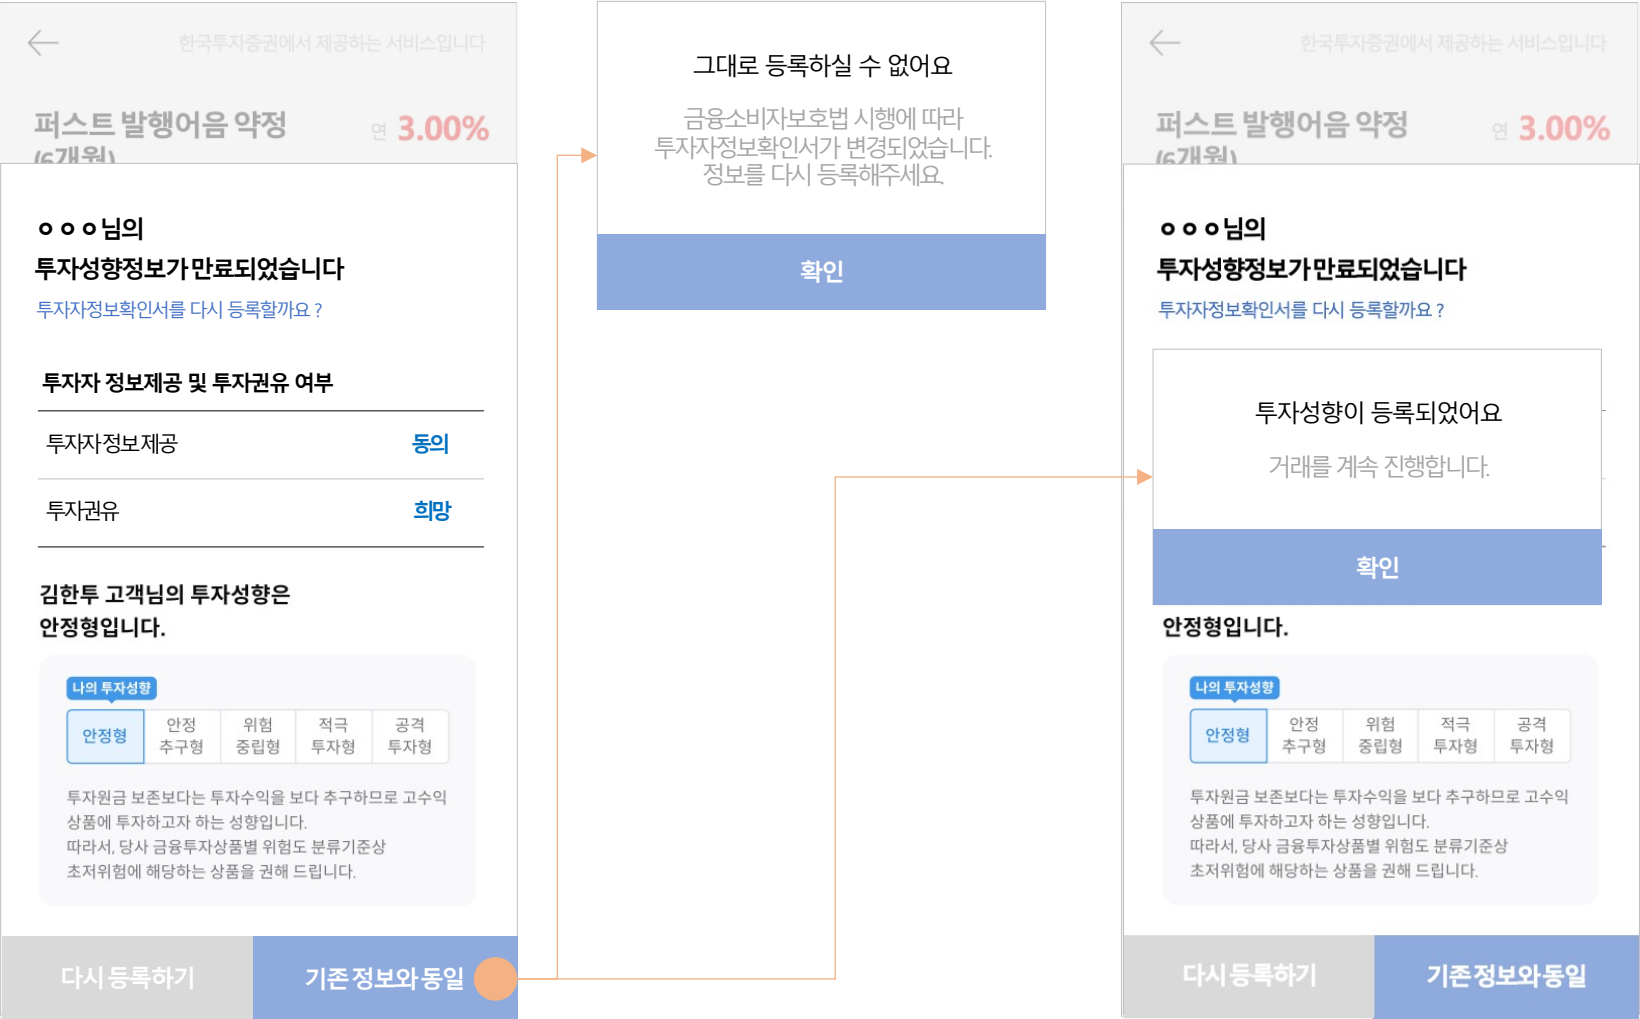 한국투자증권에서 제공하는 서비스입니다
퍼스트 발행어음 약정
연 3.00%
(6개월)
ㅇㅇㅇ님의
투자성향정보가 만료되었습니다
투자자정보확인서를 다시 등록할까요 ?
투자자 정보제공 및 투자권유 여부
투자자정보제공 동의
투자권유 희망
김한투 고객님의 투자성향은
안정형입니다.
나의 투자성향
안정형
안정
추구형
위험
중립형
적극
투자형
공격
투자형
투자원금 보존보다는 투자수익을 보다 추구하므로 고수익
상품에 투자하고자 하는 성향입니다.
따라서, 당사 금융투자상품별 위험도 분류기준상
초저위험에 해당하는 상품을 권해 드립니다.
다시 등록하기
기존 정보와 동일
그대로 등록하실 수 없어요
금융소비자보호법 시행에 따라
투자자정보확인서가 변경되었습니다.
정보를 다시 등록해주세요.
확인
한국투자증권에서 제공하는 서비스입니다
퍼스트 발행어음 약정
연 3.00%
(6개월)
ㅇㅇㅇ님의
투자성향정보가 만료되었습니다
투자자정보확인서를 다시 등록할까요 ?
투자성향이 등록되었어요
거래를 계속 진행합니다.
확인
안정형입니다.
나의 투자성향
안정형
안정
추구형
위험
중립형
적극
투자형
공격
투자형
투자원금 보존보다는 투자수익을 보다 추구하므로 고수익
상품에 투자하고자 하는 성향입니다.
따라서, 당사 금융투자상품별 위험도 분류기준상
초저위험에 해당하는 상품을 권해 드립니다.
다시 등록하기
기존 정보와 동일